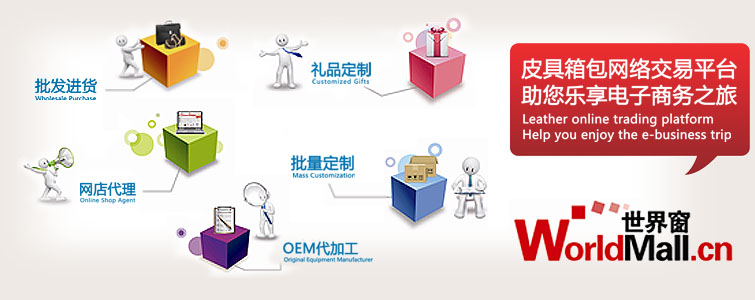 批发进货
Wholesale Purchase
礼品定制
Customized Gifts
网店代理
Online Shop Agent
批量定制
Mass Customization
OEM代加工
Original Equipment Manufacturer
皮具箱包网络交易平台
助您乐享电子商务之旅
Leather online trading platform
Help you enjoy the e-business trip
世界窗
WorldMall.cn